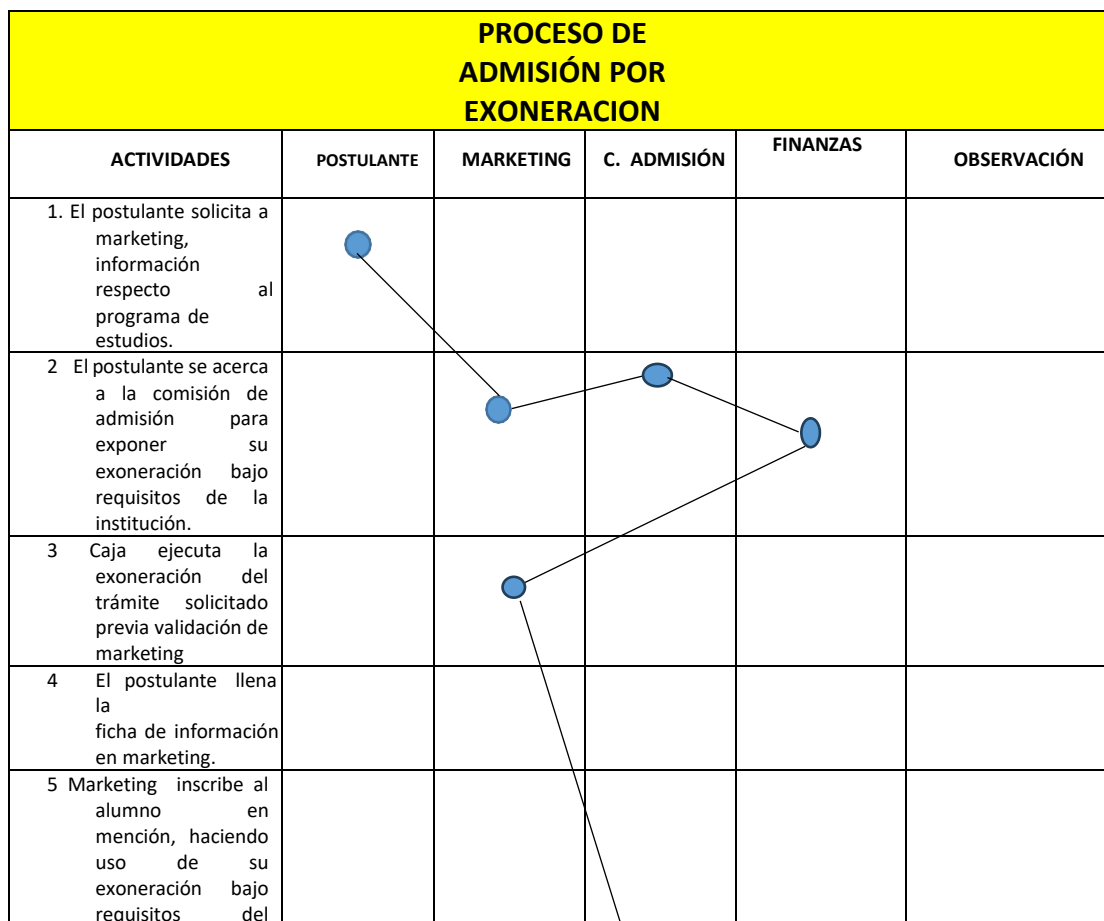 PROCESO DE
ADMISIÓN POR
EXONERACION
ACTIVIDADES
POSTULANTE
MARKETING
C. ADMISIÓN
FINANZAS
OBSERVACIÓN
1. El postulante solicita a
marketing,
información
respecto al
programa de
estudios.
2 El postulante se acerca
a la comisión de
admisión para
exponer su
exoneración bajo
requisitos de la
institución.
3 Caja ejecuta la
exoneración del
trámite solicitado
previa validación de
marketing
4 El postulante llena
la
ficha de información
en marketing.
5 Marketing inscribe al
alumno en
mención, haciendo
uso de su
exoneración bajo
requisitos del